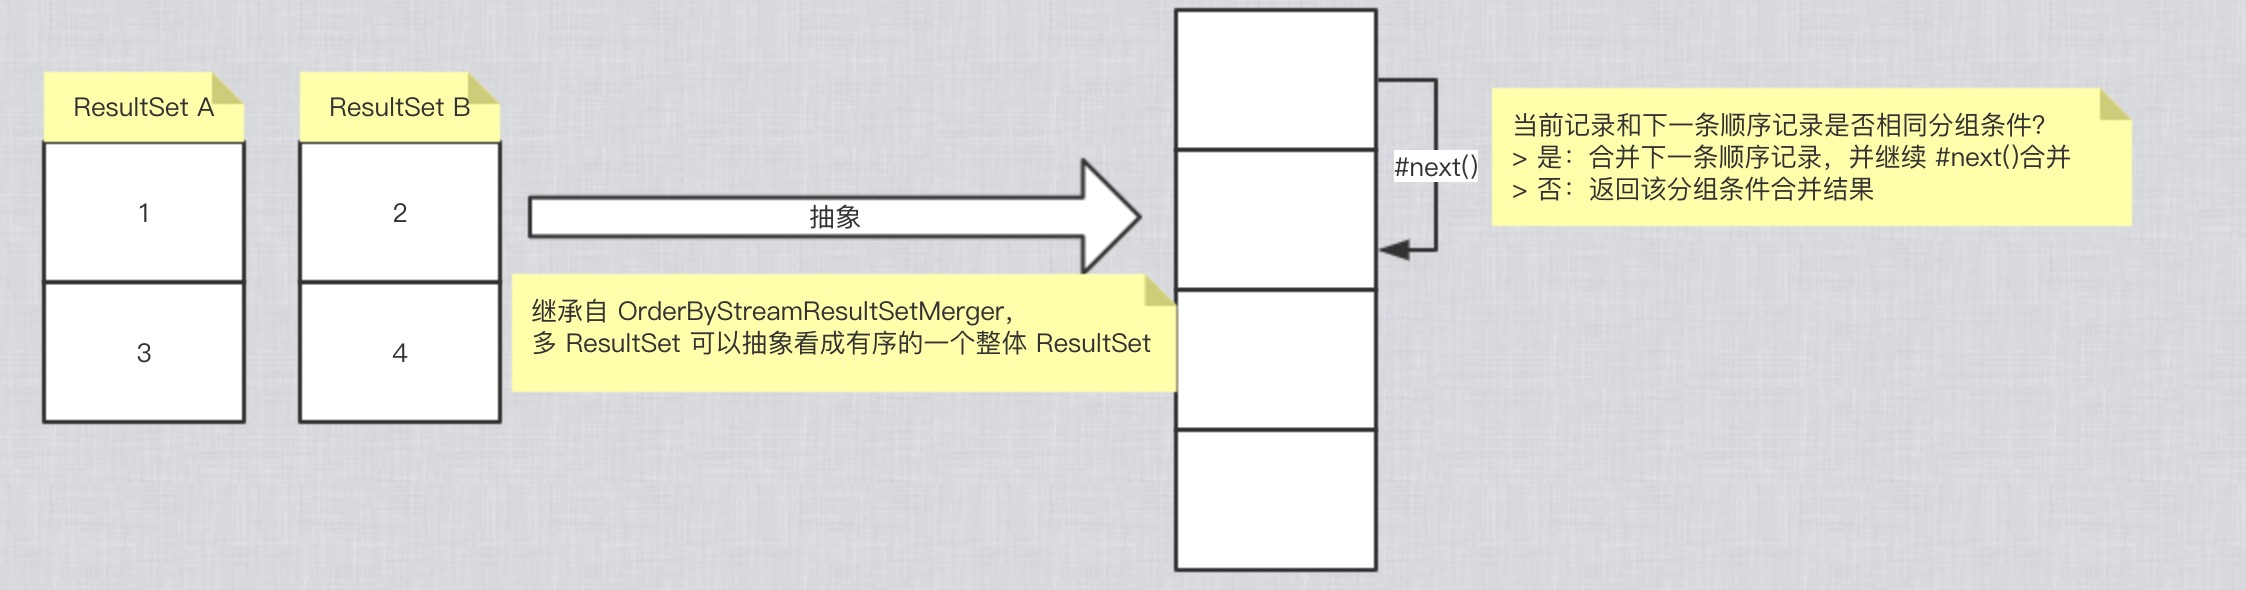 ResultSet A
ResultSet B
1
2
3
4
抽象
继承自 OrderByStreamResultSetMerger，
多 ResultSet 可以抽象看成有序的一个整体 ResultSet
#next()
当前记录和下一条顺序记录是否相同分组条件？
> 是：合并下一条顺序记录，并继续 #next()合并
> 否：返回该分组条件合并结果